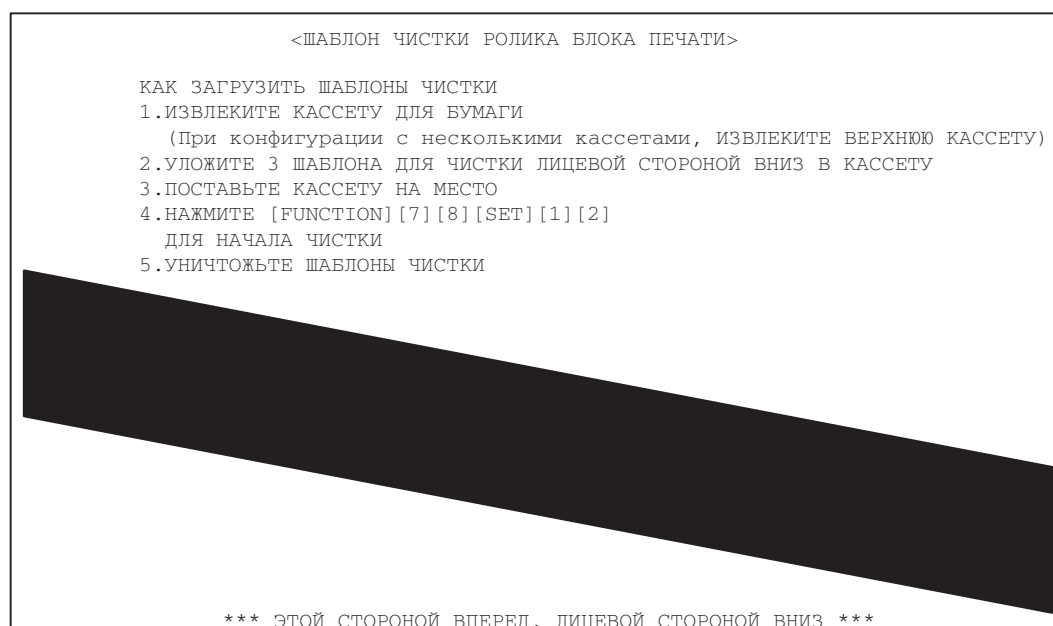 <ШАБЛОН ЧИСТКИ РОЛИКА БЛОКА ПЕЧАТИ>
КАК ЗАГРУЗИТЬ ШАБЛОНЫ ЧИСТКИ
1.ИЗВЛЕКИТЕ КАССЕТУ ДЛЯ БУМАГИ
(При конфигурации с несколькими кассетами, ИЗВЛЕКИТЕ ВЕРХНЮЮ КАССЕТУ)
2.УЛОЖИТЕ 3 ШАБЛОНА ДЛЯ ЧИСТКИ ЛИЦЕВОЙ СТОРОНОЙ ВНИЗ В КАССЕТУ
3.ПОСТАВЬТЕ КАССЕТУ НА МЕСТО
4.НАЖМИТЕ [FUNCTION][7][8][SET][1][2]
ДЛЯ НАЧАЛА ЧИСТКИ
5.УНИЧТОЖЬТЕ ШАБЛОНЫ ЧИСТКИ
*** ЭТОЙ СТОРОНОЙ ВПЕРЕД, ЛИЦЕВОЙ СТОРОНОЙ ВНИЗ ***